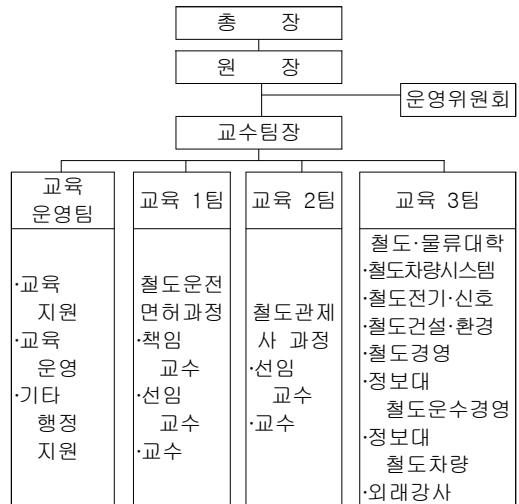 총 장
원 장
운영위원회
교수팀장
교육
운영팀
·교육
지원
·교육
운영
·기타
행정
지원
교육 1팀
철도운전
면허과정
·책임
교수
·선임
교수
·교수
교육 2팀
철도관제
사 과정
·선임
교수
·교수
교육 3팀
철도·물류대학
·철도차량시스템
·철도전기·신호
·철도건설·환경
·철도경영
·정보대
철도운수경영
·정보대
철도차량
·외래강사